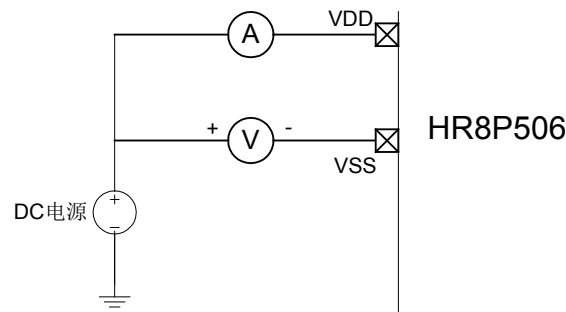 A
VDD
HR8P506
+ V -
VSS
DC电源
+
-